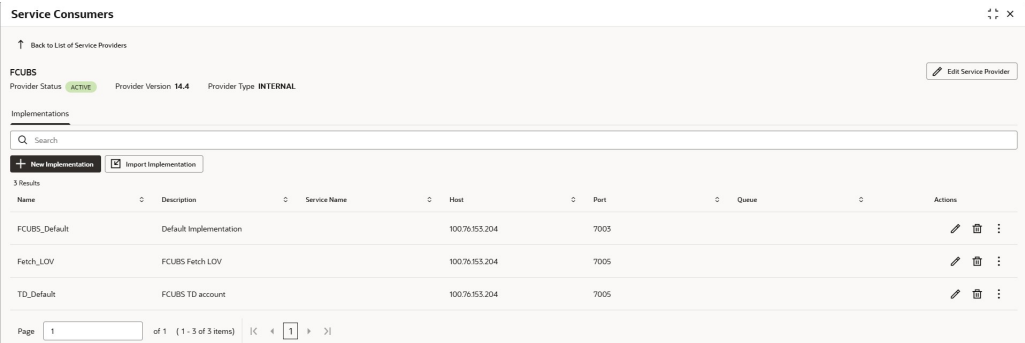 Service Consumers
Back to List of Service Providers
FCUBS
Edit Service Provider
Provider Status ACTIVE Provider Version 14.4 Provider Type INTERNAL
Implementations
Search
New Implementation Import Implementation
3 Results
Name Description Service Name Host Port Queue Actions
FCUBS_Default Default Implementation 100.76.153.204 7003
Fetch_LOV FCUBS Fetch LOV 100.76.153.204 7005
TD_Default FCUBS TD account 100.76.153.204 7005
Page 1 of 1 ( 1 - 3 of 3 items) 1